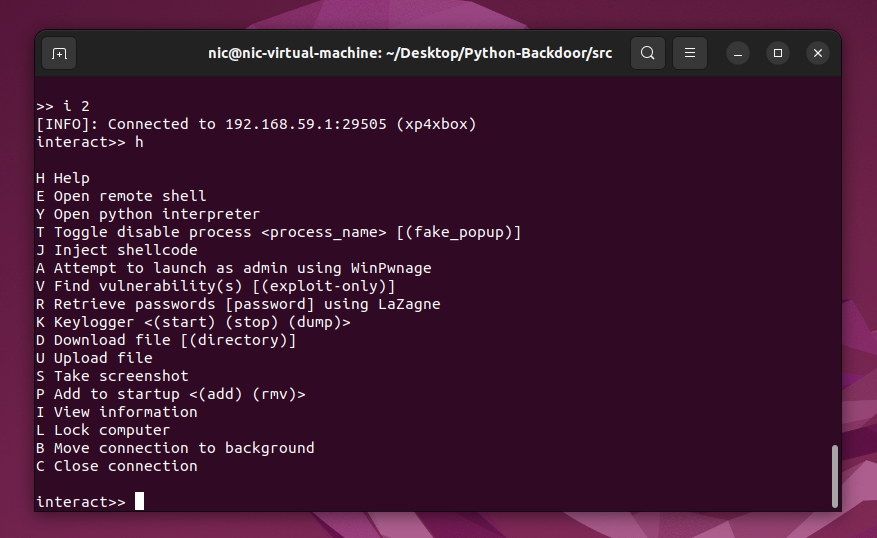 nic@nic-virtual-machine: ~/Desktop/Python-Backdoor/src
>> i 2
[INFO]: Connected to 192.168.59.1:29505 (xp4xbox)
interact>> h
H Help
E Open remote shell
Y Open python interpreter
T Toggle disable process <process_name> [(fake_popup)]
J Inject shellcode
A Attempt to launch as admin using WinPwnage
V Find vulnerability(s) [(exploit-only)]
R Retrieve passwords [password] using LaZagne
K Keylogger <(start) (stop) (dump)>
D Download file [(directory)]
U Upload file
S Take screenshot
P Add to startup <(add) (rmv)>
I View information
L Lock computer
B Move connection to background
C Close connection
interact>>